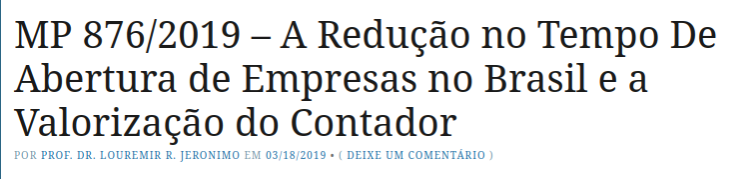 MP 876/2019 – A Redução no Tempo De
Abertura de Empresas no Brasil e a
Valorização do Contador
POR PROF. DR. LOUREMIR R. JERONIMO EM 03/18/2019 • ( DEIXE UM COMENTÁRIO )